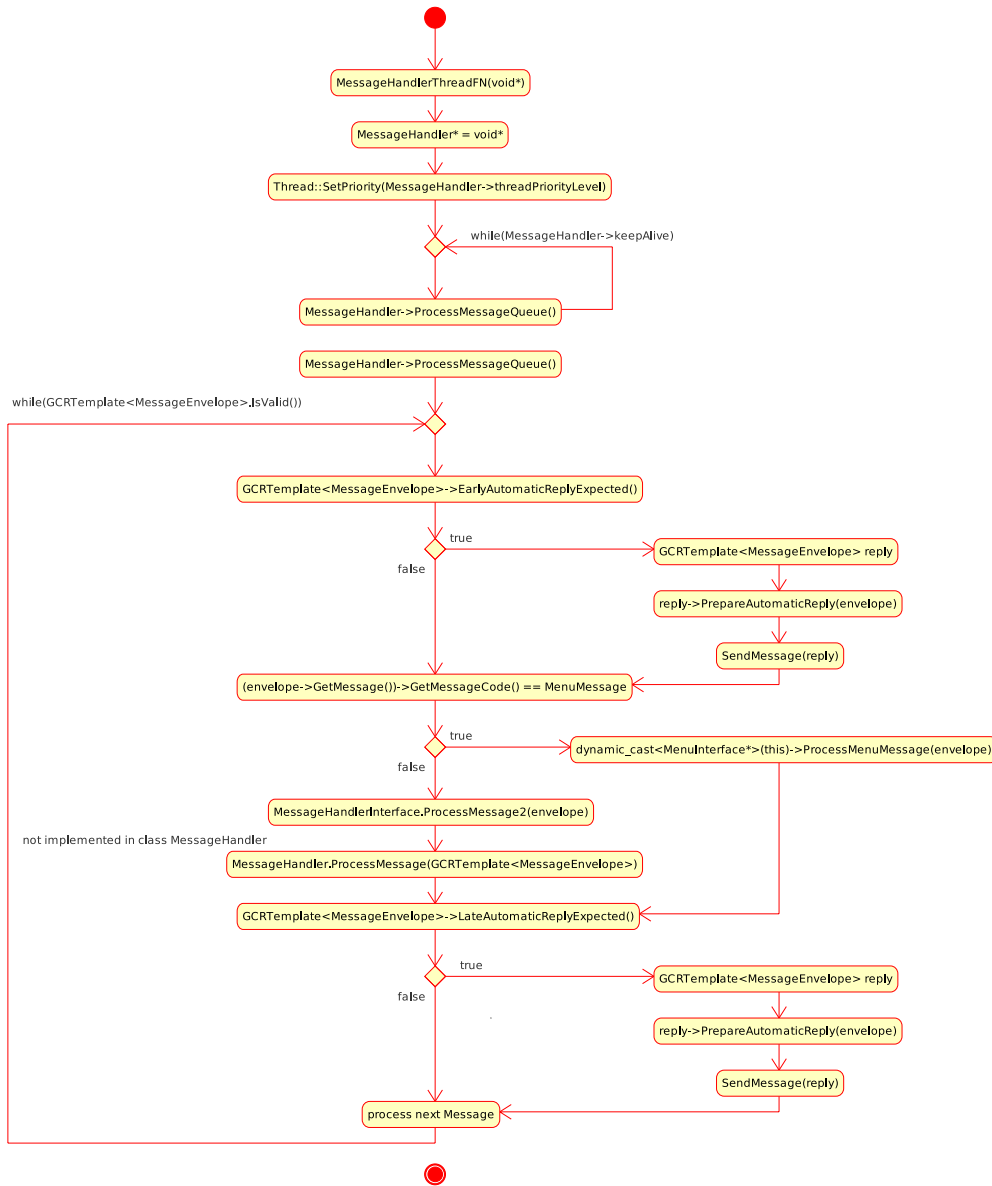 MessageHandlerThreadFN(void*)
MessageHandler* = void*
Thread::SetPriority(MessageHandler->threadPriorityLevel)
while(MessageHandler->keepAlive)
MessageHandler->ProcessMessageQueue()
MessageHandler->ProcessMessageQueue()
while(GCRTemplate<MessageEnvelope>.IsValid())
GCRTemplate<MessageEnvelope>->EarlyAutomaticReplyExpected()
true
false
GCRTemplate<MessageEnvelope> reply
reply->PrepareAutomaticReply(envelope)
SendMessage(reply)
(envelope->GetMessage())->GetMessageCode() == MenuMessage
true
false
dynamic_cast<MenuInterface*>(this)->ProcessMenuMessage(envelope)
MessageHandlerInterface.ProcessMessage2(envelope)
not implemented in class MessageHandler
MessageHandler.ProcessMessage(GCRTemplate<MessageEnvelope>)
GCRTemplate<MessageEnvelope>->LateAutomaticReplyExpected()
true
false
GCRTemplate<MessageEnvelope> reply
reply->PrepareAutomaticReply(envelope)
SendMessage(reply)
process next Message